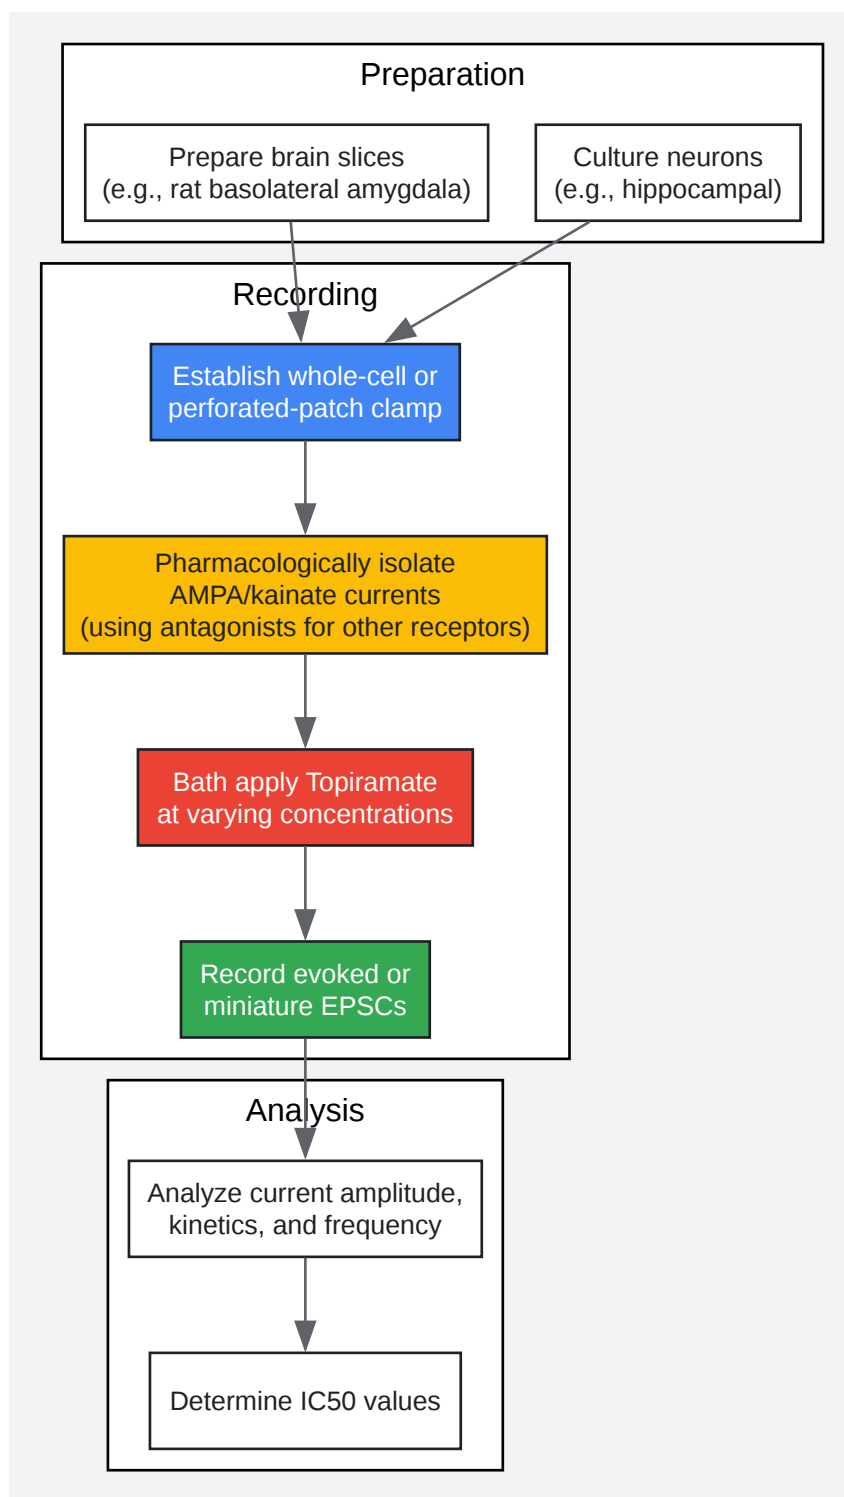 Preparation
Prepare brain slices
(e.g., rat basolateral amygdala)
Culture neurons
(e.g., hippocampal)
Recording
Establish whole-cell or
perforated-patch clamp
Pharmacologically isolate
AMPA/kainate currents
(using antagonists for other receptors)
Bath apply Topiramate
at varying concentrations
Record evoked or
miniature EPSCs
Analysis
Analyze current amplitude,
kinetics, and frequency
Determine IC50 values